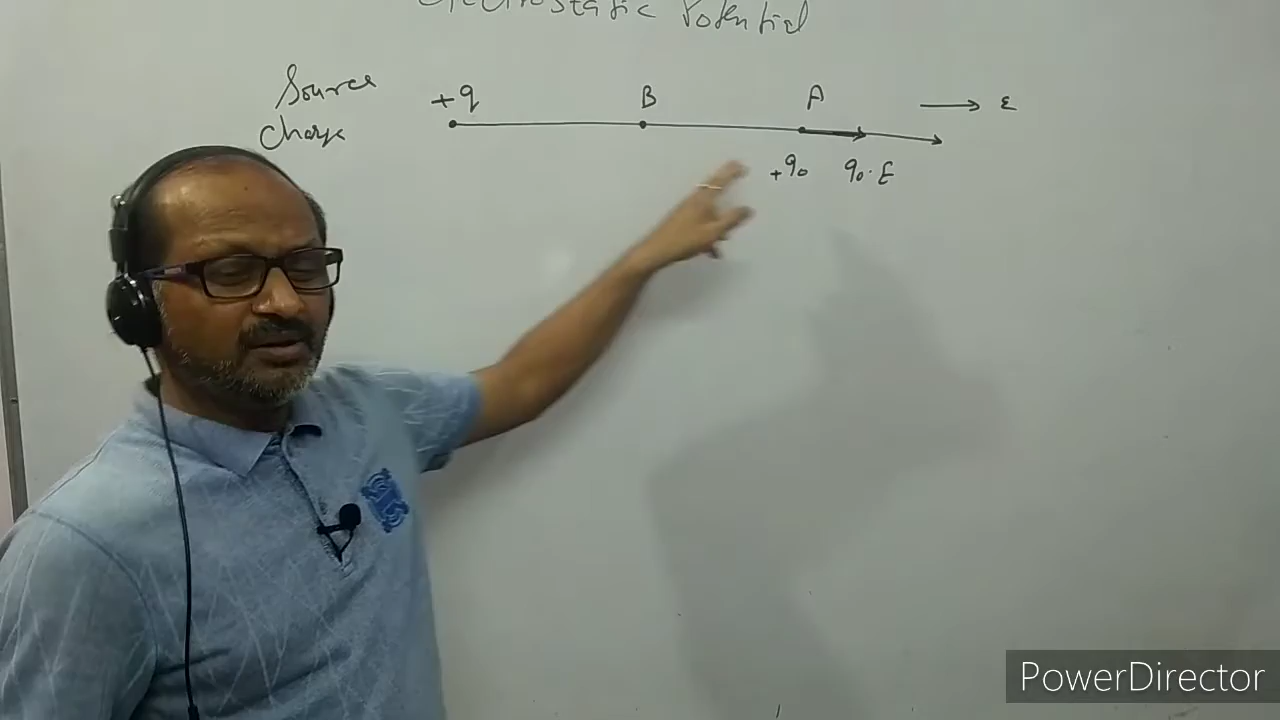 Electrostatic Potential
Source
Charge
+q B A → E
+q₀ q₀.E
PowerDirector